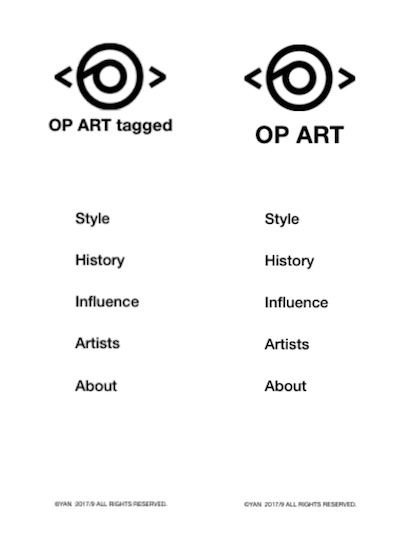 OP ART tagged
Style
History
Influence
Artists
About
©YAN 2017/9 ALL RIGHTS RESERVED.
OP ART
Style
History
Influence
Artists
About
©YAN 2017/9 ALL RIGHTS RESERVED.